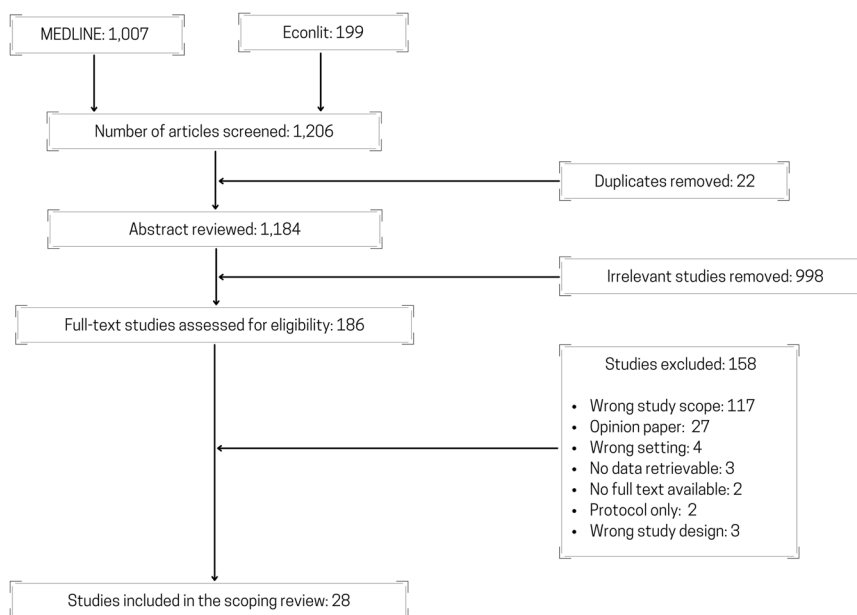 MEDLINE: 1,007
Econlit: 199
Number of articles screened: 1,206
Duplicates removed: 22
Abstract reviewed: 1,184
Irrelevant studies removed: 998
Full-text studies assessed for eligibility: 186
Studies excluded: 158
• Wrong study scope: 117
• Opinion paper: 27
• Wrong setting: 4
• No data retrievable: 3
• No full text available: 2
• Protocol only: 2
• Wrong study design: 3
Studies included in the scoping review: 28